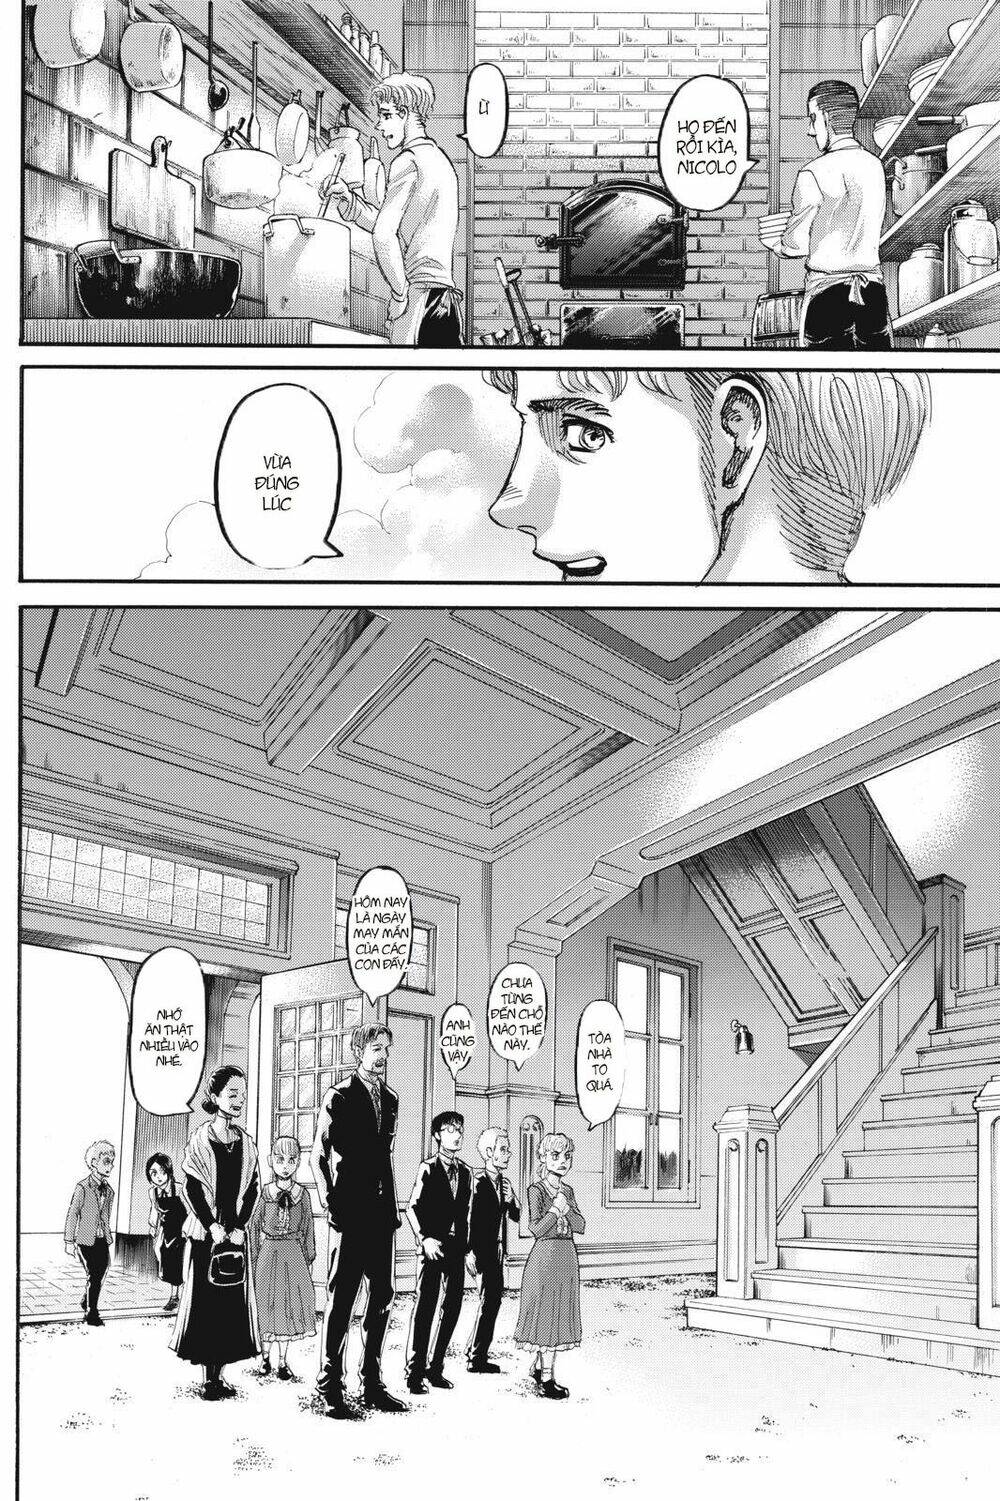 HỌ ĐẾN
RỒI KÌA,
NICOLO
Ừ
VỪA
ĐÚNG
LÚC
TÒA
NHÀ
TO
QUÁ
CHƯA
TỪNG
ĐẾN CHỖ
NÀO THẾ
NÀY.
ANH
CŨNG
VẬY
HÔM NAY
LÀ NGÀY
MAY MẮN
CỦA CÁC
CON ĐẤY.
NHỚ
ĂN THẬT
NHIỀU VÀO
NHÉ.